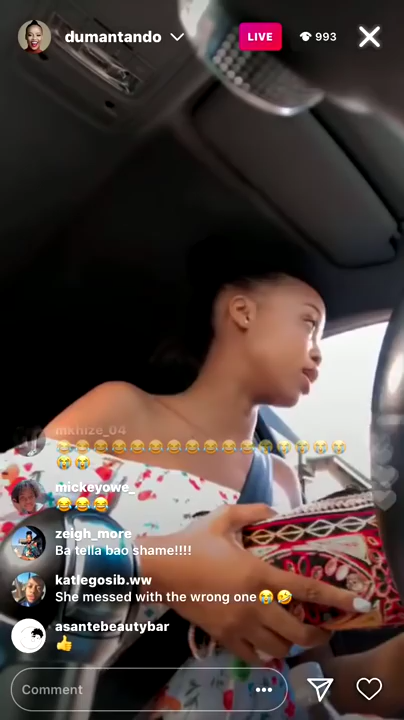 dumantando
LIVE
993
mkhize_04
😂😂😂😂😂😂😂😂😂😂😂😭😭😭😭😭
😭😭
mickeyowe_
😂😂😂
zeigh_more
Ba tella bao shame!!!!
katlegosib.ww
She messed with the wrong one😭🤣
asantebeautybar
👍
Comment